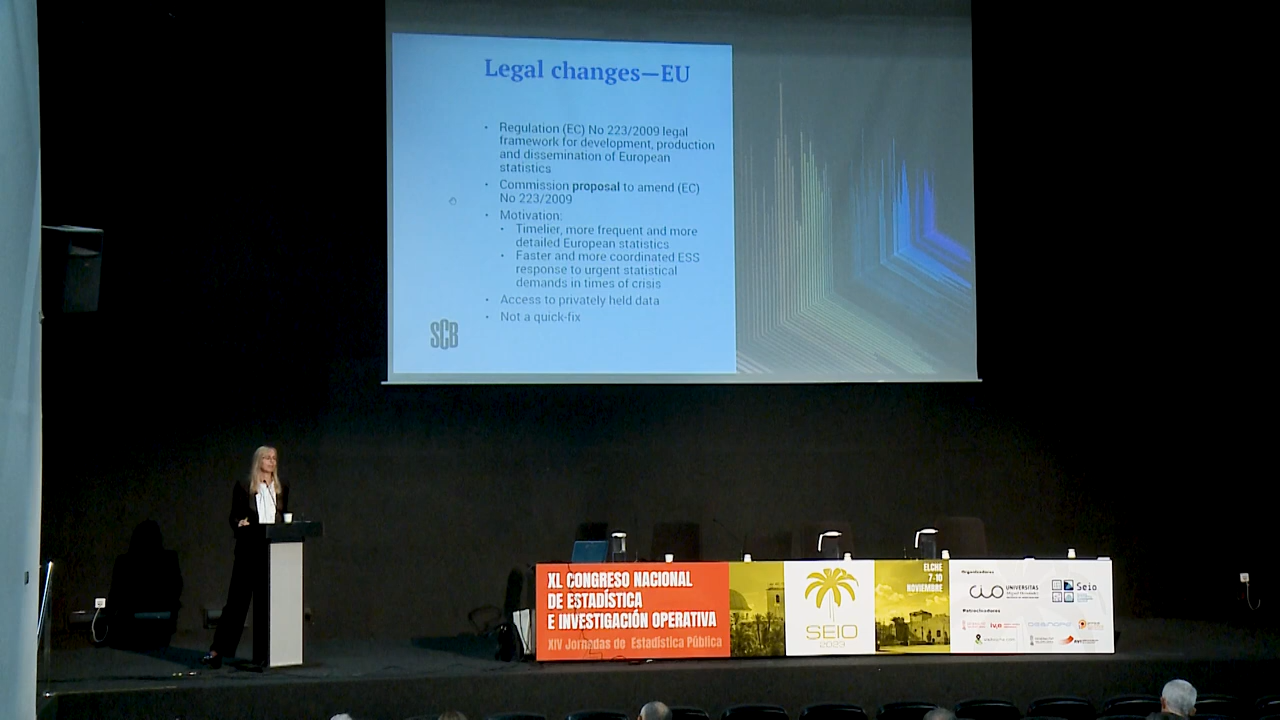 Legal changes—EU
• Regulation (EC) No 223/2009 legal
framework for development, production
and dissemination of European
statistics
• Commission proposal to amend (EC)
No 223/2009
• Motivation:
• Timelier, more frequent and more
detailed European statistics
• Faster and more coordinated ESS
response to urgent statistical
demands in times of crisis
• Access to privately held data
• Not a quick-fix
SCB
XL CONGRESO NACIONAL
DE ESTADÍSTICA
E INVESTIGACIÓN OPERATIVA
XIV Jornadas de Estadística Pública
SEIO
2023
ELCHE
7-10
NOVIEMBRE
Organizadores
CIO
UNIVERSITAS
Miguel Hernández
Seio
Patrocinadores